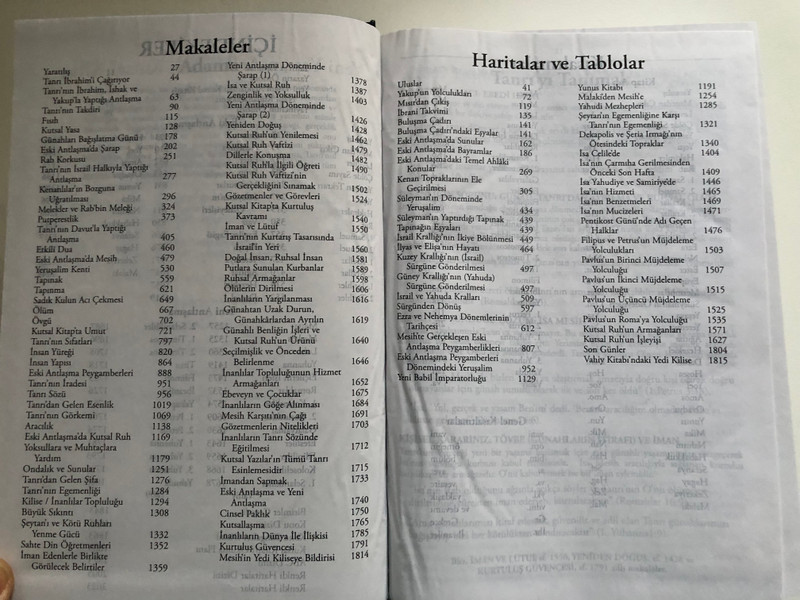 Makaleler
Yaratılış 27
Tanrı İbrahim'i Çağırıyor 44
Tanrı'nın İbrahim, İshak ve
Yakup'la Yaptığı Antlaşma 63
Tanrı'nın Takdiri 90
Fısıh 115
Kutsal Yasa 128
Günahları Bağışlatma Günü 178
Eski Antlaşma'da Şarap 202
Rab Korkusu 251
Tanrı'nın İsrail Halkıyla Yaptığı
Antlaşma 277
Kenanlılar'ın Bozguna
Uğratılması 296
Melekler ve Rab'bin Meleği 324
Putperestlik 373
Tanrı'nın Davut'la Yaptığı
Antlaşma 405
Etkili Dua 460
Eski Antlaşma'da Mesih 479
Yeruşalim Kenti 530
Tapınak 559
Tapınma 621
Sadık Kulun Acı Çekmesi 649
Ölüm 667
Övgü 702
Kutsal Kitap'ta Umut 721
Tanrı'nın Sıfatları 797
İnsan Yüreği 820
İnsan Yapısı 864
Eski Antlaşma Peygamberleri 888
Tanrı'nın İradesi 951
Tanrı Sözü 956
Tanrı'dan Gelen Esenlik 1019
Tanrı'nın Görkemi 1069
Aracılık 1138
Eski Antlaşma'da Kutsal Ruh 1169
Yoksullara ve Muhtaçlara
Yardım 1179
Ondalık ve Sunular 1251
Tanrı'dan Gelen Şifa 1276
Tanrı'nın Egemenliği 1284
Kilise / İnanlılar Topluluğu 1294
Büyük Sıkıntı 1308
Şeytan'ı ve Kötü Ruhları
Yenme Gücü 1332
Sahte Din Öğretmenleri 1352
İman Edenlerle Birlikte
Görülecek Belirtiler 1359
Yeni Antlaşma Döneminde
Şarap (1) 1378
İsa ve Kutsal Ruh 1387
Zenginlik ve Yoksulluk 1403
Yeni Antlaşma Döneminde
Şarap (2) 1426
Yeniden Doğuş 1428
Kutsal Ruh'un Yenilemesi 1462
Kutsal Ruh Vaftizi 1479
Dillerle Konuşma 1482
Kutsal Ruh'la İlgili Öğreti 1490
Kutsal Ruh Vaftizi'nin
Gerçekliğini Sınamak 1502
Gözetmenler ve Görevleri 1524
Kutsal Kitap'ta Kurtuluş
Kavramı 1540
İman ve Lütuf 1550
Tanrı'nın Kurtarış Tasarısında
İsrail'in Yeri 1560
Doğal İnsan, Ruhsal İnsan 1581
Putlara Sunulan Kurbanlar 1589
Ruhsal Armağanlar 1598
Ölülerin Dirilmesi 1606
İnanlıların Yargılanması 1616
Günahtan Uzak Durun,
Günahkârlardan Ayrılın 1619
Günahlı Benliğin İşleri ve
Kutsal Ruh'un Ürünü 1640
Seçilmişlik ve Önceden
Belirlenme 1646
İnanlılar Topluluğunun Hizmet
Armağanları 1652
Ebeveyn ve Çocuklar 1675
İnanlıların Göğe Alınması 1684
Mesih Karşıtı'nın Çağı 1691
Gözetmenlerin Nitelikleri 1703
İnanlıların Tanrı Sözünde
Eğitilmesi 1712
Kutsal Yazılar'ın Tümü Tanrı
Esinlemesidir 1715
İmandan Sapmak 1733
Eski Antlaşma ve Yeni
Antlaşma 1740
Cinsel Paklık 1750
Kutsallaşma 1765
İnanlıların Dünya İle İlişkisi 1785
Kurtuluş Güvencesi 1791
Mesih'in Yedi Kiliseye Bildirisi 1814
Haritalar ve Tablolar
Uluslar 41
Yakup'un Yolculukları 72
Mısır'dan Çıkış 119
İbrani Takvimi 135
Buluşma Çadırı 141
Buluşma Çadırı'ndaki Eşyalar 141
Eski Antlaşma'da Sunular 162
Eski Antlaşma'da Bayramlar 186
Eski Antlaşma'daki Temel Ahlâki
Konular 269
Kenan Topraklarının Ele
Geçirilmesi 305
Süleyman'ın Döneminde
Yeruşalim 434
Süleyman'ın Yaptırdığı Tapınak 439
Tapınağın Eşyaları 439
İsrail Krallığı'nın İkiye Bölünmesi 449
İlyas ve Elişa'nın Hayatı 464
Kuzey Krallığı'nın (İsrail)
Sürgüne Gönderilmesi 497
Güney Krallığı'nın (Yahuda)
Sürgüne Gönderilmesi 497
İsrail ve Yahuda Kralları 509
Sürgünden Dönüş 597
Ezra ve Nehemya Dönemlerinin
Tarihçesi 612
Mesih'te Gerçekleşen Eski
Antlaşma Peygamberlikleri 807
Eski Antlaşma Peygamberleri
Dönemindeki Yeruşalim 952
Yeni Babil İmparatorluğu 1129
Yunus Kitabı 1191
Malaki'den Mesih'e 1254
Yahudi Mezhepleri 1285
Şeytan'ın Egemenliğine Karşı
Tanrı'nın Egemenliği 1321
Dekapolis ve Şeria Irmağı'nın
Ötesindeki Topraklar 1340
İsa Celile'de 1404
İsa'nın Çarmıha Gerilmesinden
Önceki Son Hafta 1409
İsa Yahudiye ve Samiriye'de 1446
İsa'nın Hizmeti 1465
İsa'nın Benzetmeleri 1469
İsa'nın Mucizeleri 1471
Pentikost Günü'nde Adı Geçen
Halklar 1476
Filipus ve Petrus'un Müjdeleme
Yolculukları 1503
Pavlus'un Birinci Müjdeleme
Yolculuğu 1507
Pavlus'un İkinci Müjdeleme
Yolculuğu 1515
Pavlus'un Üçüncü Müjdeleme
Yolculuğu 1525
Pavlus'un Roma'ya Yolculuğu 1535
Kutsal Ruh'un Armağanları 1571
Kutsal Ruh'un İşleyişi 1627
Son Günler 1804
Vahiy Kitabı'ndaki Yedi Kilise 1815